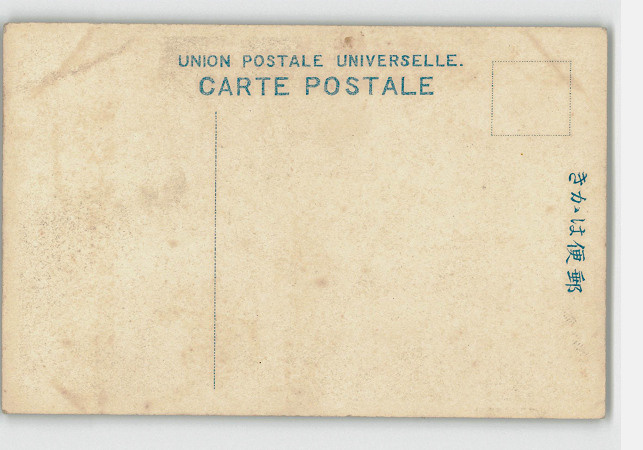 UNION POSTALE UNIVERSELLE.
CARTE POSTALE
郵便はがき